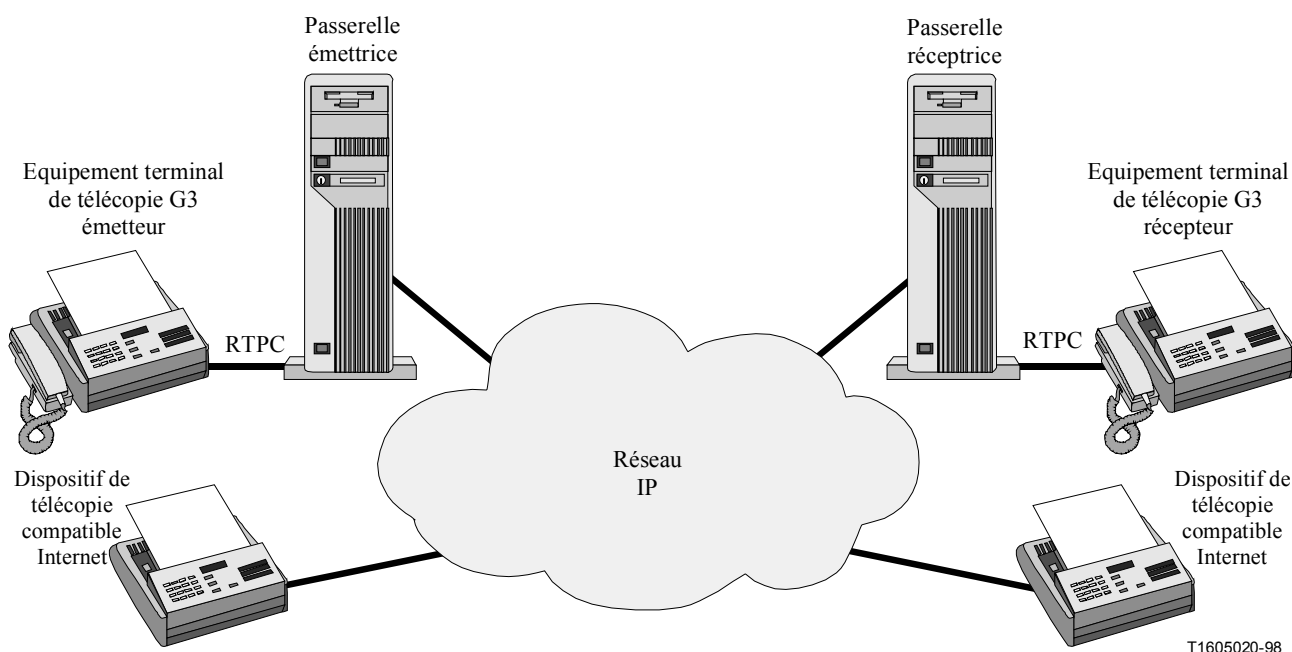 Passerelle
émettrice
Passerelle
réceptrice
Equipement terminal
de télécopie G3
émetteur
Equipement terminal
de télécopie G3
récepteur
RTPC
RTPC
Réseau
IP
Dispositif de
télécopie
compatible
Internet
Dispositif de
télécopie
compatible
Internet
T1605020-98